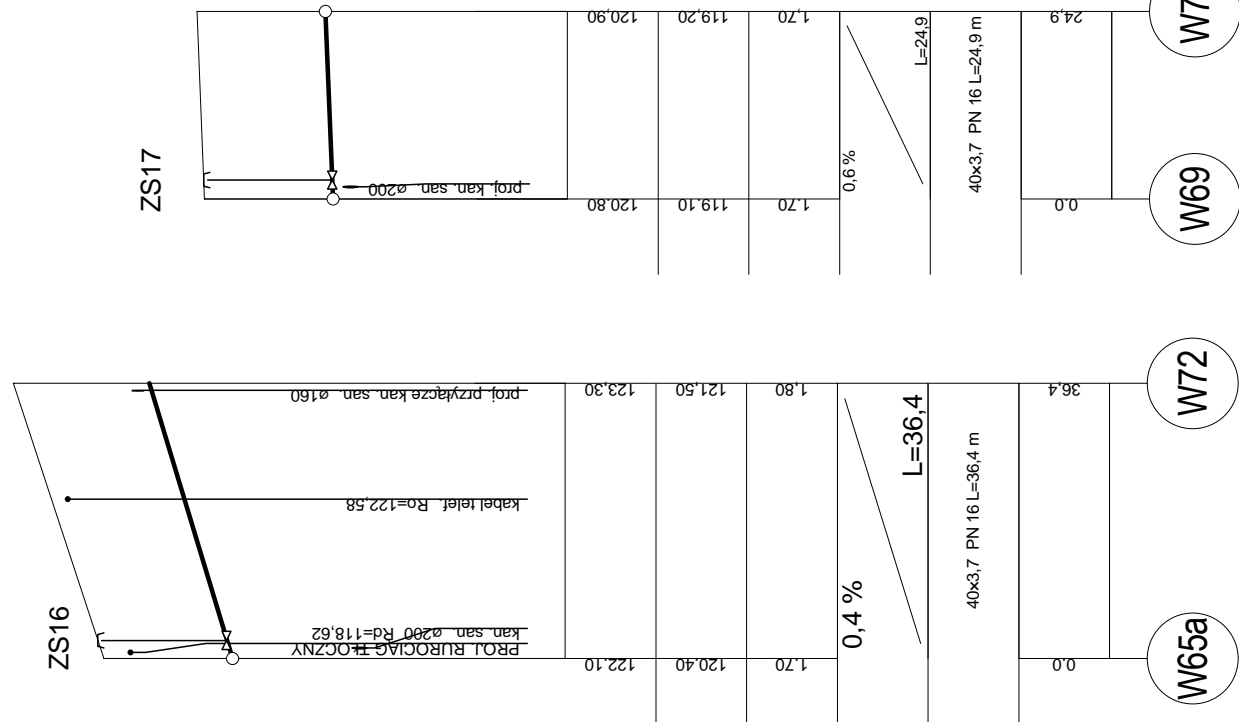 ZS17
proj. kan. san. ø200
120,90
119,20
1,70
L=24,9
40x3,7 PN 16 L=24,9 m
24,9
W7
0,6 %
120.80
119.10
1.70
0.0
W69
ZS16
proj. przyłącze kan. san. ø160
kabel telef. Ro=122,58
kan. san. ø200 Rd=118,62
PROJ. RUROCIĄG TŁOCZNY
123,30
121,50
1,80
L=36,4
40x3,7 PN 16 L=36,4 m
36,4
W72
0,4 %
122.10
120.40
1.70
0.0
W65a